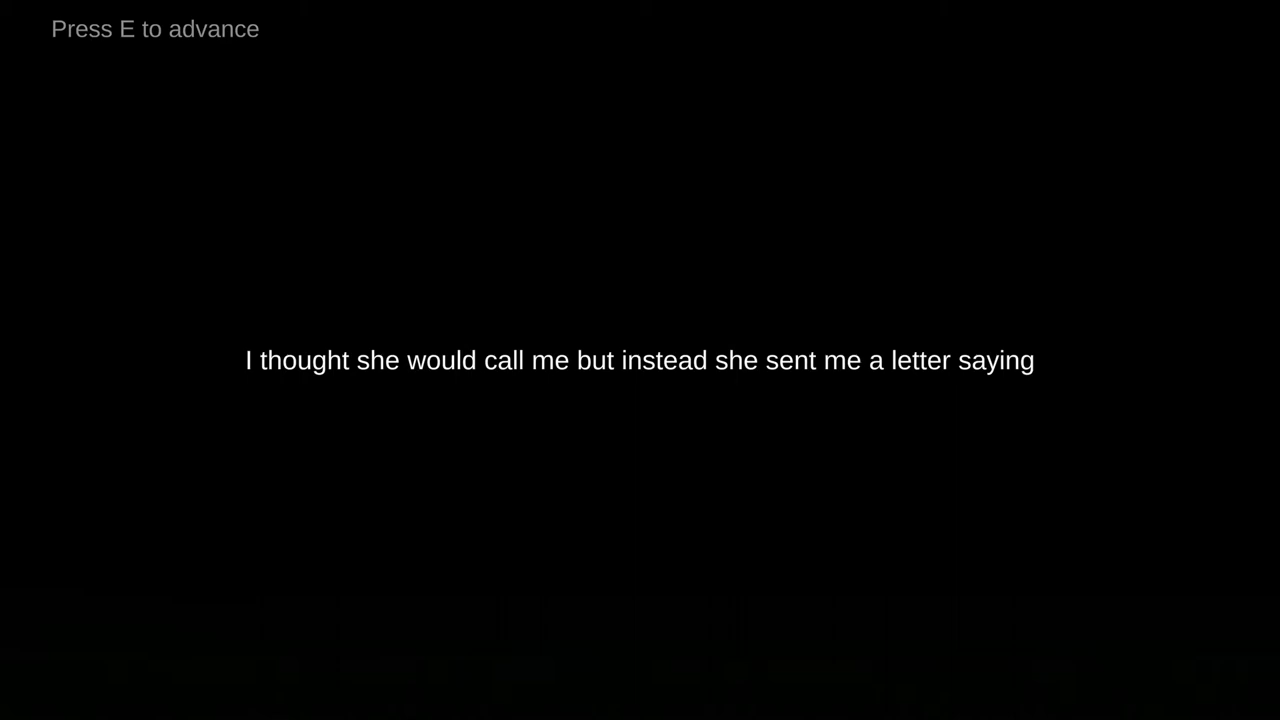 Press E to advance
I thought she would call me but instead she sent me a letter saying